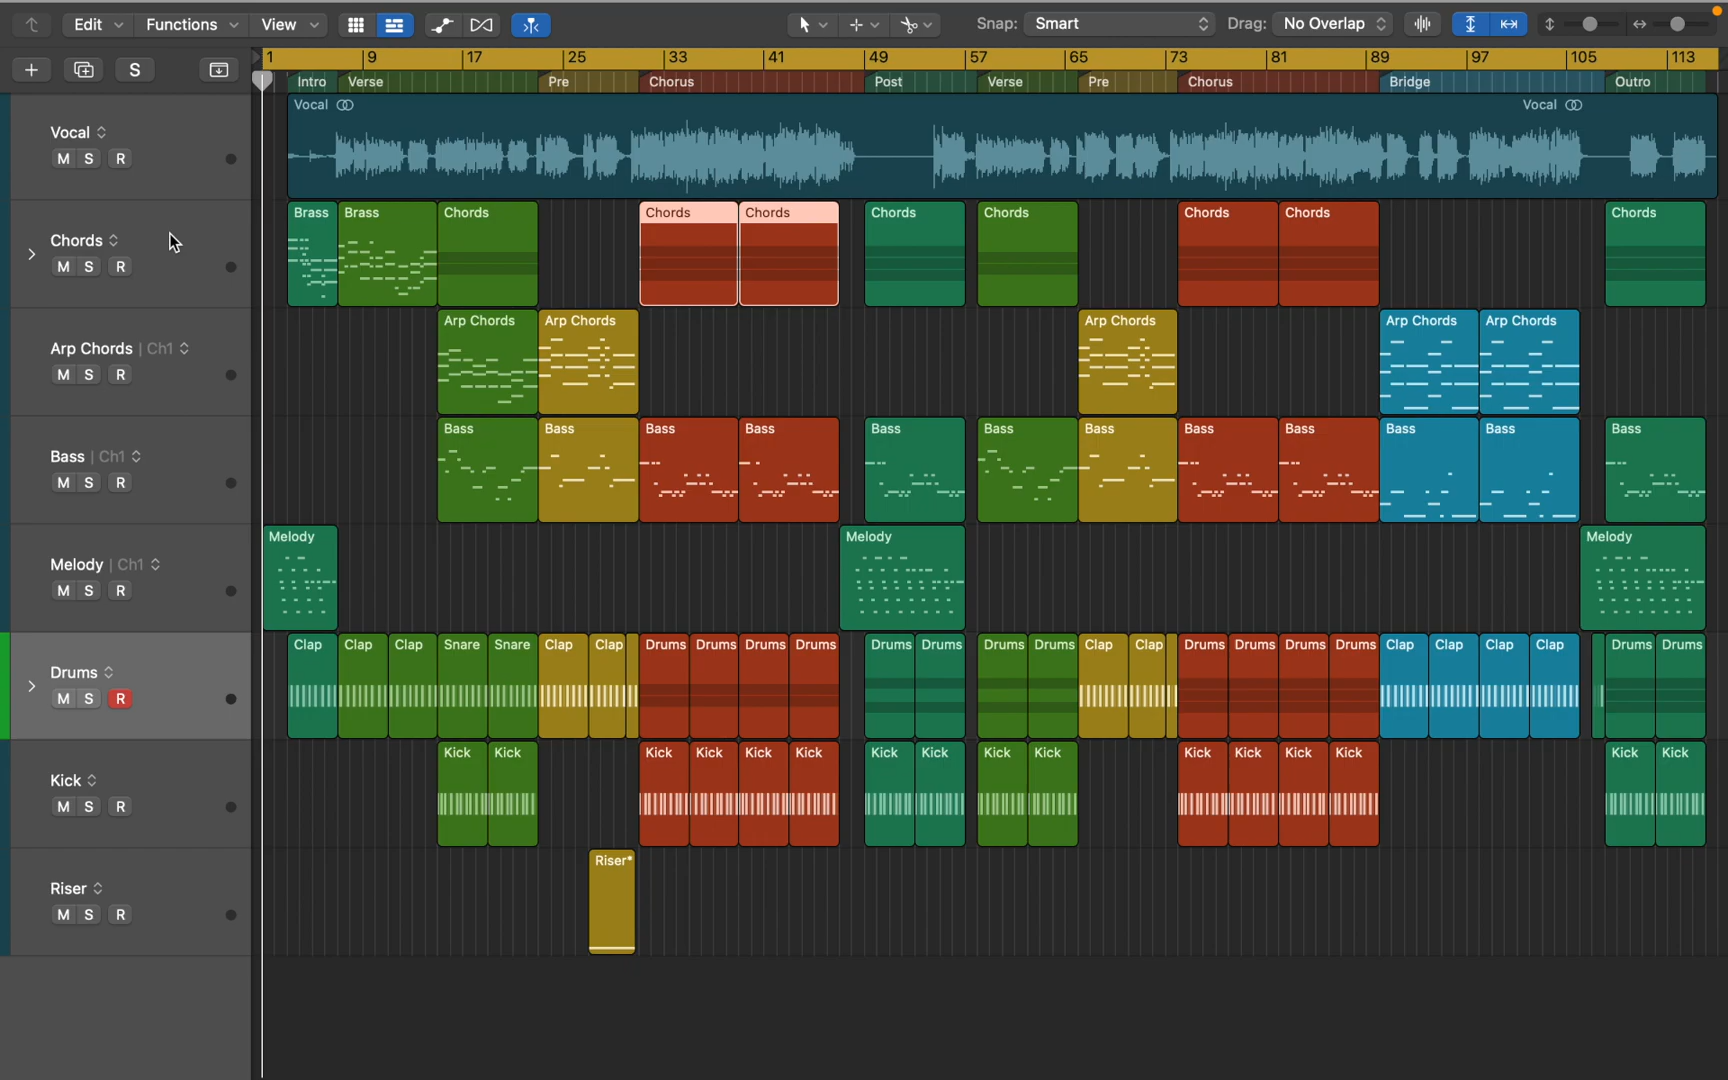 Edit Functions View Snap: Smart Drag: No Overlap
1 9 17 25 33 41 49 57 65 73 81 89 97 105 113
S
Intro Verse Pre Chorus Post Verse Pre Chorus Bridge Outro
Vocal Vocal
Vocal
M S R
Brass Brass Chords Chords Chords Chords Chords Chords Chords Chords
Chords
M S R
Arp Chords Arp Chords Arp Chords Arp Chords Arp Chords
Arp Chords | Ch1
M S R
Bass Bass Bass Bass Bass Bass Bass Bass Bass Bass Bass Bass
Bass | Ch1
M S R
Melody Melody Melody
Melody | Ch1
M S R
Clap Clap Clap Snare Snare Clap Clap Drums Drums Drums Drums Drums Drums Drums Drums Clap Clap Drums Drums Drums Drums Clap Clap Clap Clap Drums Drums
Drums
M S R
Kick Kick Kick Kick Kick Kick Kick Kick Kick Kick Kick Kick Kick Kick Kick Kick
Kick
M S R
Riser*
Riser
M S R